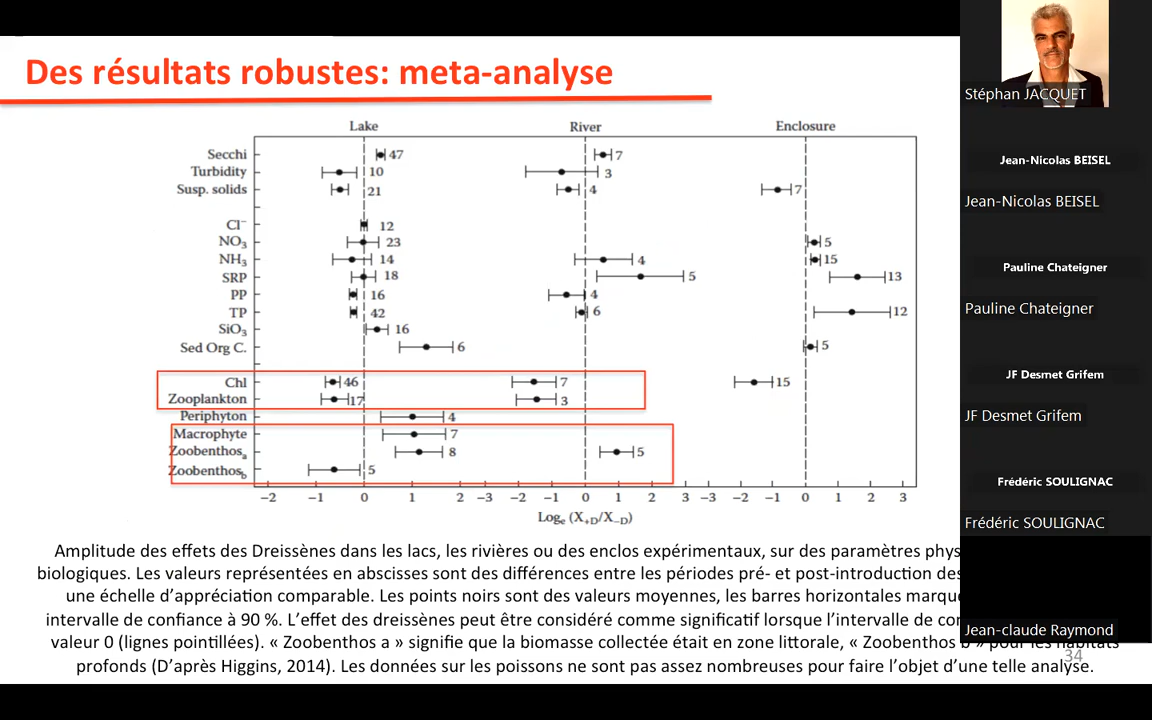 Des résultats robustes: meta-analyse
Lake River Enclosure
Secchi 47 7
Turbidity 10 3
Susp. solids 21 4 7
Cl⁻ 12
NO₃ 23 5
NH₃ 14 4 15
SRP 18 5 13
PP 16 4
TP 42 6 12
SiO₃ 16
Sed Org C. 6 5
Chl 46 7 15
Zooplankton 17 3
Periphyton 4
Macrophyte 7
Zoobenthosₐ 8 5
Zoobenthos_b 5
−2 −1 0 1 2 −3 −2 −1 0 1 2 3 −3 −2 −1 0 1 2 3
Logₑ (X₊D/X₋D)
Amplitude des effets des Dreissènes dans les lacs, les rivières ou des enclos expérimentaux, sur des paramètres phys
biologiques. Les valeurs représentées en abscisses sont des différences entre les périodes pré- et post-introduction des
une échelle d’appréciation comparable. Les points noirs sont des valeurs moyennes, les barres horizontales marque
intervalle de confiance à 90 %. L’effet des dreissènes peut être considéré comme significatif lorsque l’intervalle de con
valeur 0 (lignes pointillées). « Zoobenthos a » signifie que la biomasse collectée était en zone littorale, « Zoobenthos b » pour les habitats
profonds (D’après Higgins, 2014). Les données sur les poissons ne sont pas assez nombreuses pour faire l’objet d’une telle analyse.
34
Stéphan JACQUET
Jean-Nicolas BEISEL
Jean-Nicolas BEISEL
Pauline Chateigner
Pauline Chateigner
JF Desmet Grifem
JF Desmet Grifem
Frédéric SOULIGNAC
Frédéric SOULIGNAC
Jean-claude Raymond